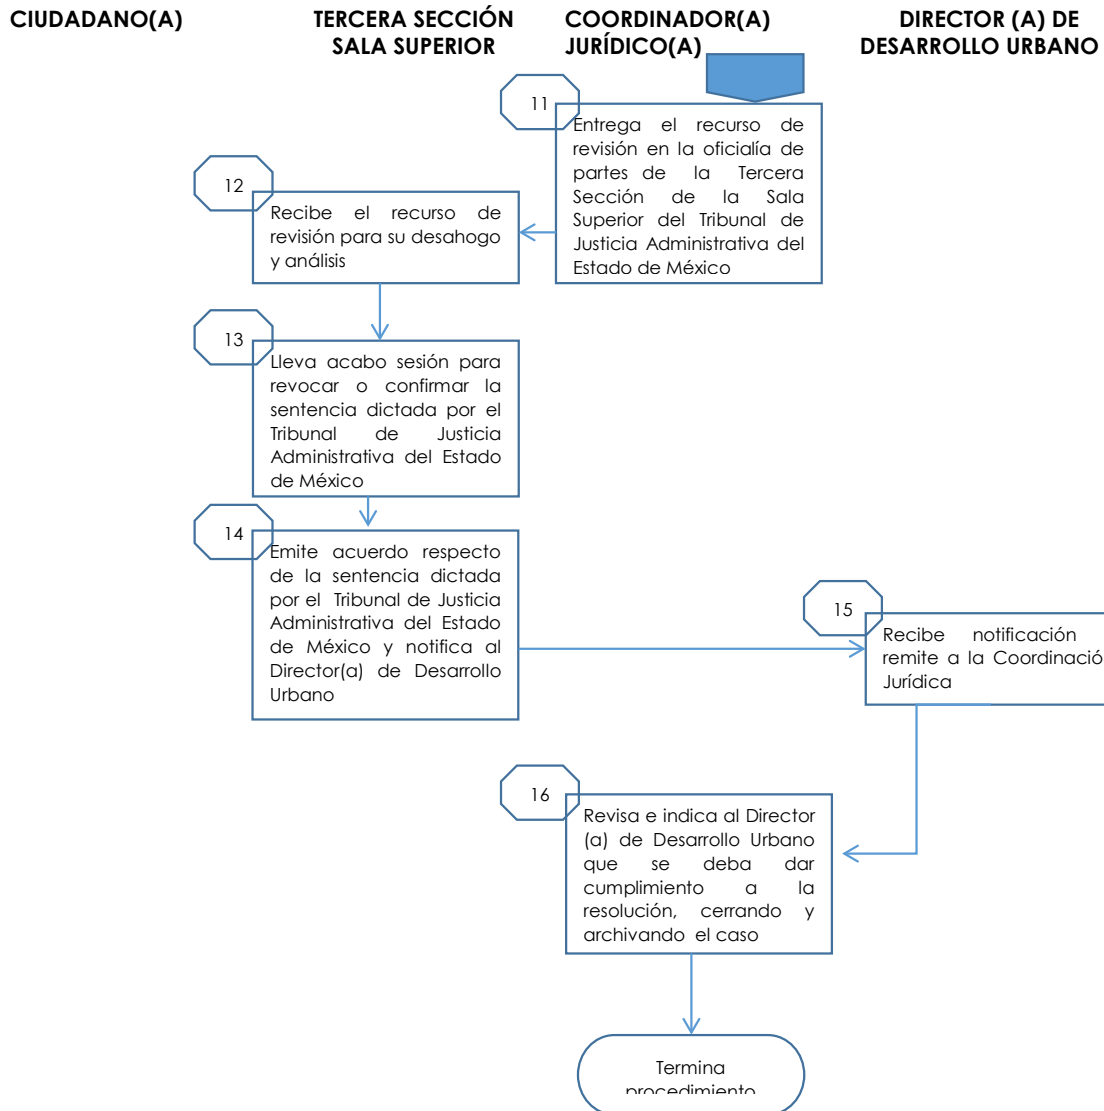 CIUDADANO(A)
TERCERA SECCIÓN
SALA SUPERIOR
COORDINADOR(A)
JURÍDICO(A)
DIRECTOR (A) DE
DESARROLLO URBANO
11
Entrega el recurso de
revisión en la oficialía de
partes de la Tercera
Sección de la Sala
Superior del Tribunal de
Justicia Administrativa del
Estado de México
12
Recibe el recurso de
revisión para su desahogo
y análisis
13
Lleva acabo sesión para
revocar o confirmar la
sentencia dictada por el
Tribunal de Justicia
Administrativa del Estado
de México
14
Emite acuerdo respecto
de la sentencia dictada
por el Tribunal de Justicia
Administrativa del Estado
de México y notifica al
Director(a) de Desarrollo
Urbano
15
Recibe notificación
remite a la Coordinació
Jurídica
16
Revisa e indica al Director
(a) de Desarrollo Urbano
que se deba dar
cumplimiento a la
resolución, cerrando y
archivando el caso
Termina
procedimiento